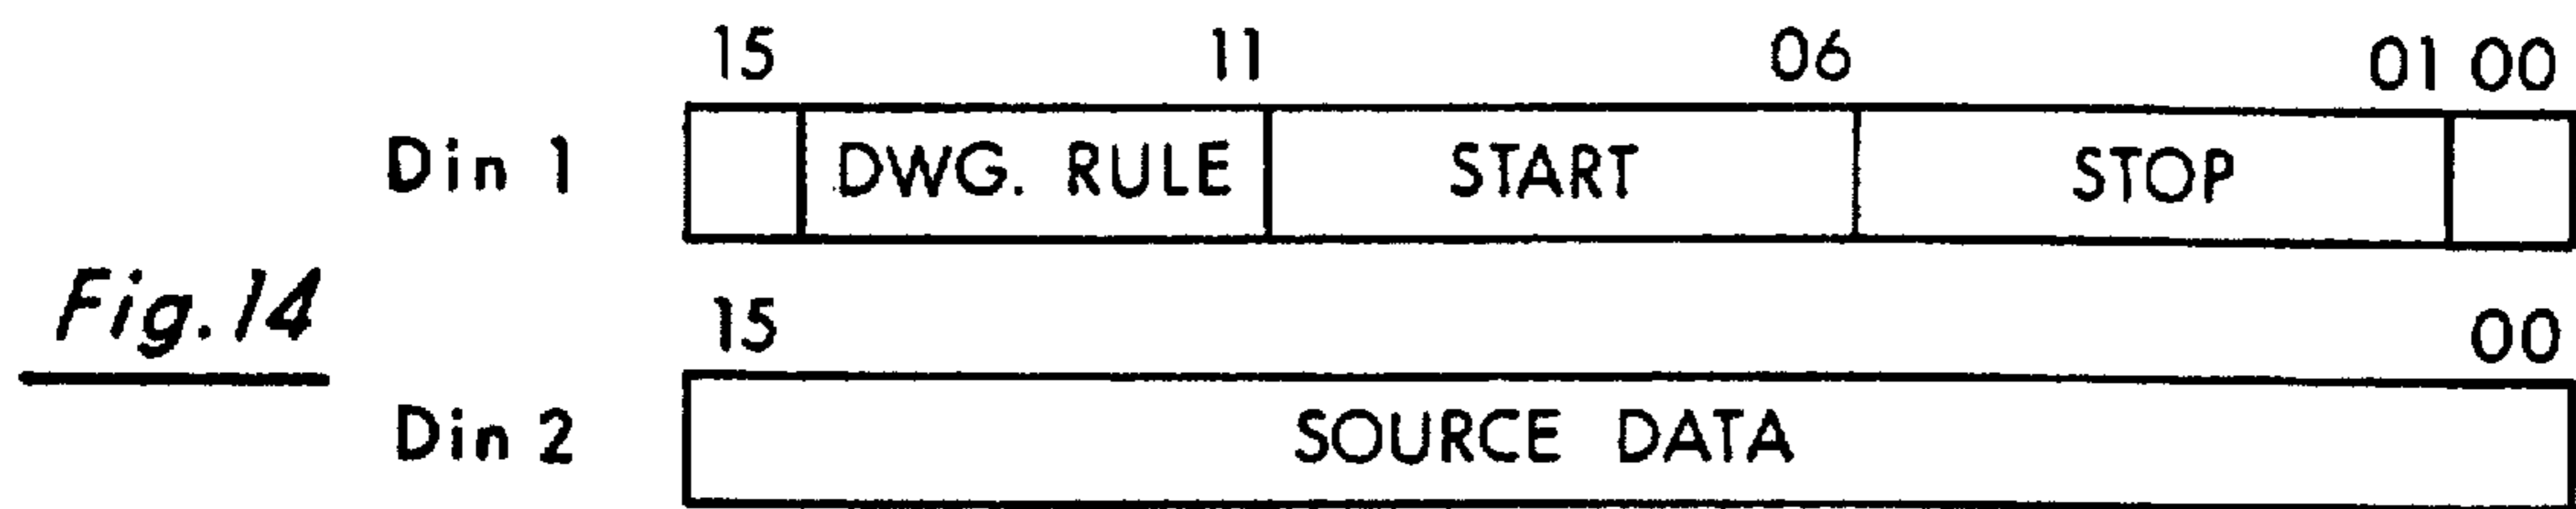 15 11 06 01 00
Din 1 DWG. RULE START STOP
Fig. 14
15 00
Din 2 SOURCE DATA